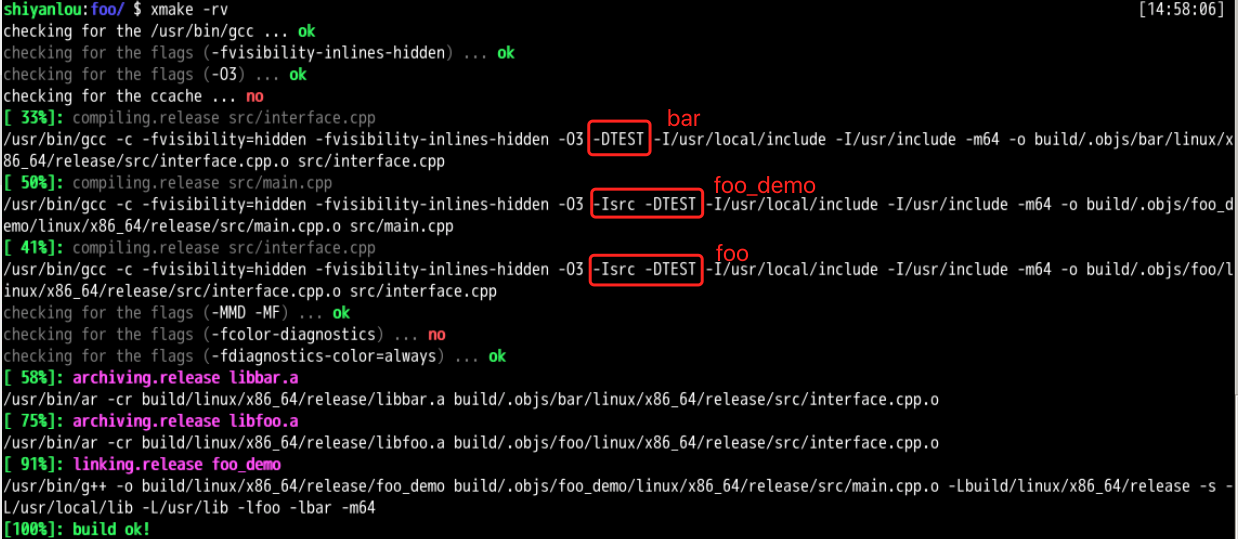 shiyanlou:foo/ $ xmake -rv [14:58:06]
checking for the /usr/bin/gcc ... ok
checking for the flags (-fvisibility-inlines-hidden) ... ok
checking for the flags (-O3) ... ok
checking for the ccache ... no
[ 33%]: compiling.release src/interface.cpp
bar
/usr/bin/gcc -c -fvisibility=hidden -fvisibility-inlines-hidden -O3 -DTEST -I/usr/local/include -I/usr/include -m64 -o build/.objs/bar/linux/x
86_64/release/src/interface.cpp.o src/interface.cpp
[ 50%]: compiling.release src/main.cpp
foo_demo
/usr/bin/gcc -c -fvisibility=hidden -fvisibility-inlines-hidden -O3 -Isrc -DTEST -I/usr/local/include -I/usr/include -m64 -o build/.objs/foo_d
emo/linux/x86_64/release/src/main.cpp.o src/main.cpp
[ 41%]: compiling.release src/interface.cpp
foo
/usr/bin/gcc -c -fvisibility=hidden -fvisibility-inlines-hidden -O3 -Isrc -DTEST -I/usr/local/include -I/usr/include -m64 -o build/.objs/foo/l
inux/x86_64/release/src/interface.cpp.o src/interface.cpp
checking for the flags (-MMD -MF) ... ok
checking for the flags (-fcolor-diagnostics) ... no
checking for the flags (-fdiagnostics-color=always) ... ok
[ 58%]: archiving.release libbar.a
/usr/bin/ar -cr build/linux/x86_64/release/libbar.a build/.objs/bar/linux/x86_64/release/src/interface.cpp.o
[ 75%]: archiving.release libfoo.a
/usr/bin/ar -cr build/linux/x86_64/release/libfoo.a build/.objs/foo/linux/x86_64/release/src/interface.cpp.o
[ 91%]: linking.release foo_demo
/usr/bin/g++ -o build/linux/x86_64/release/foo_demo build/.objs/foo_demo/linux/x86_64/release/src/main.cpp.o -Lbuild/linux/x86_64/release -s -
L/usr/local/lib -L/usr/lib -lfoo -lbar -m64
[100%]: build ok!